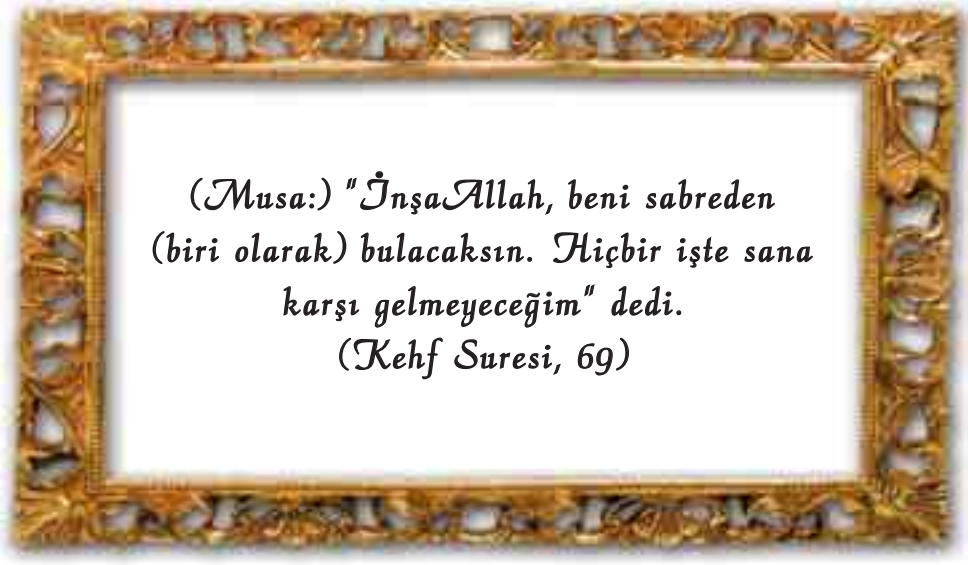 (Musa:) "İnşaAllah, beni sabreden
(biri olarak) bulacaksın. Hiçbir işte sana
karşı gelmeyeceğim" dedi.
(Kehf Suresi, 69)